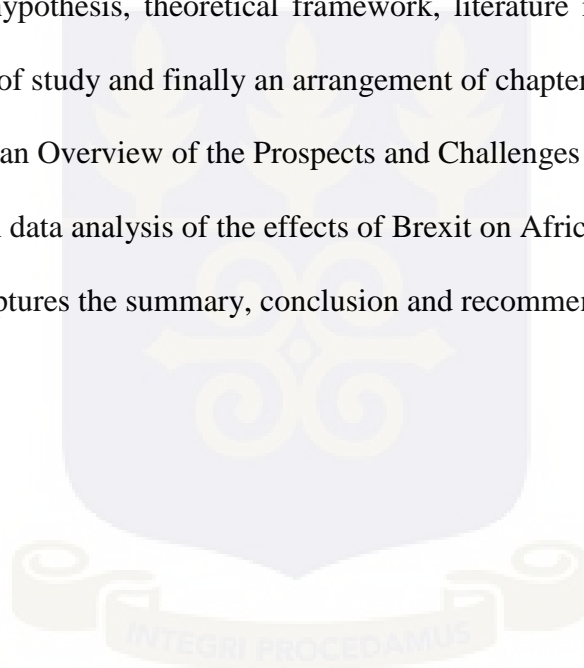 hypothesis, theoretical framework, literature
of study and finally an arrangement of chapter
an Overview of the Prospects and Challenges
data analysis of the effects of Brexit on Afric
ptures the summary, conclusion and recommen
INTEGRI PROCEDAMUS